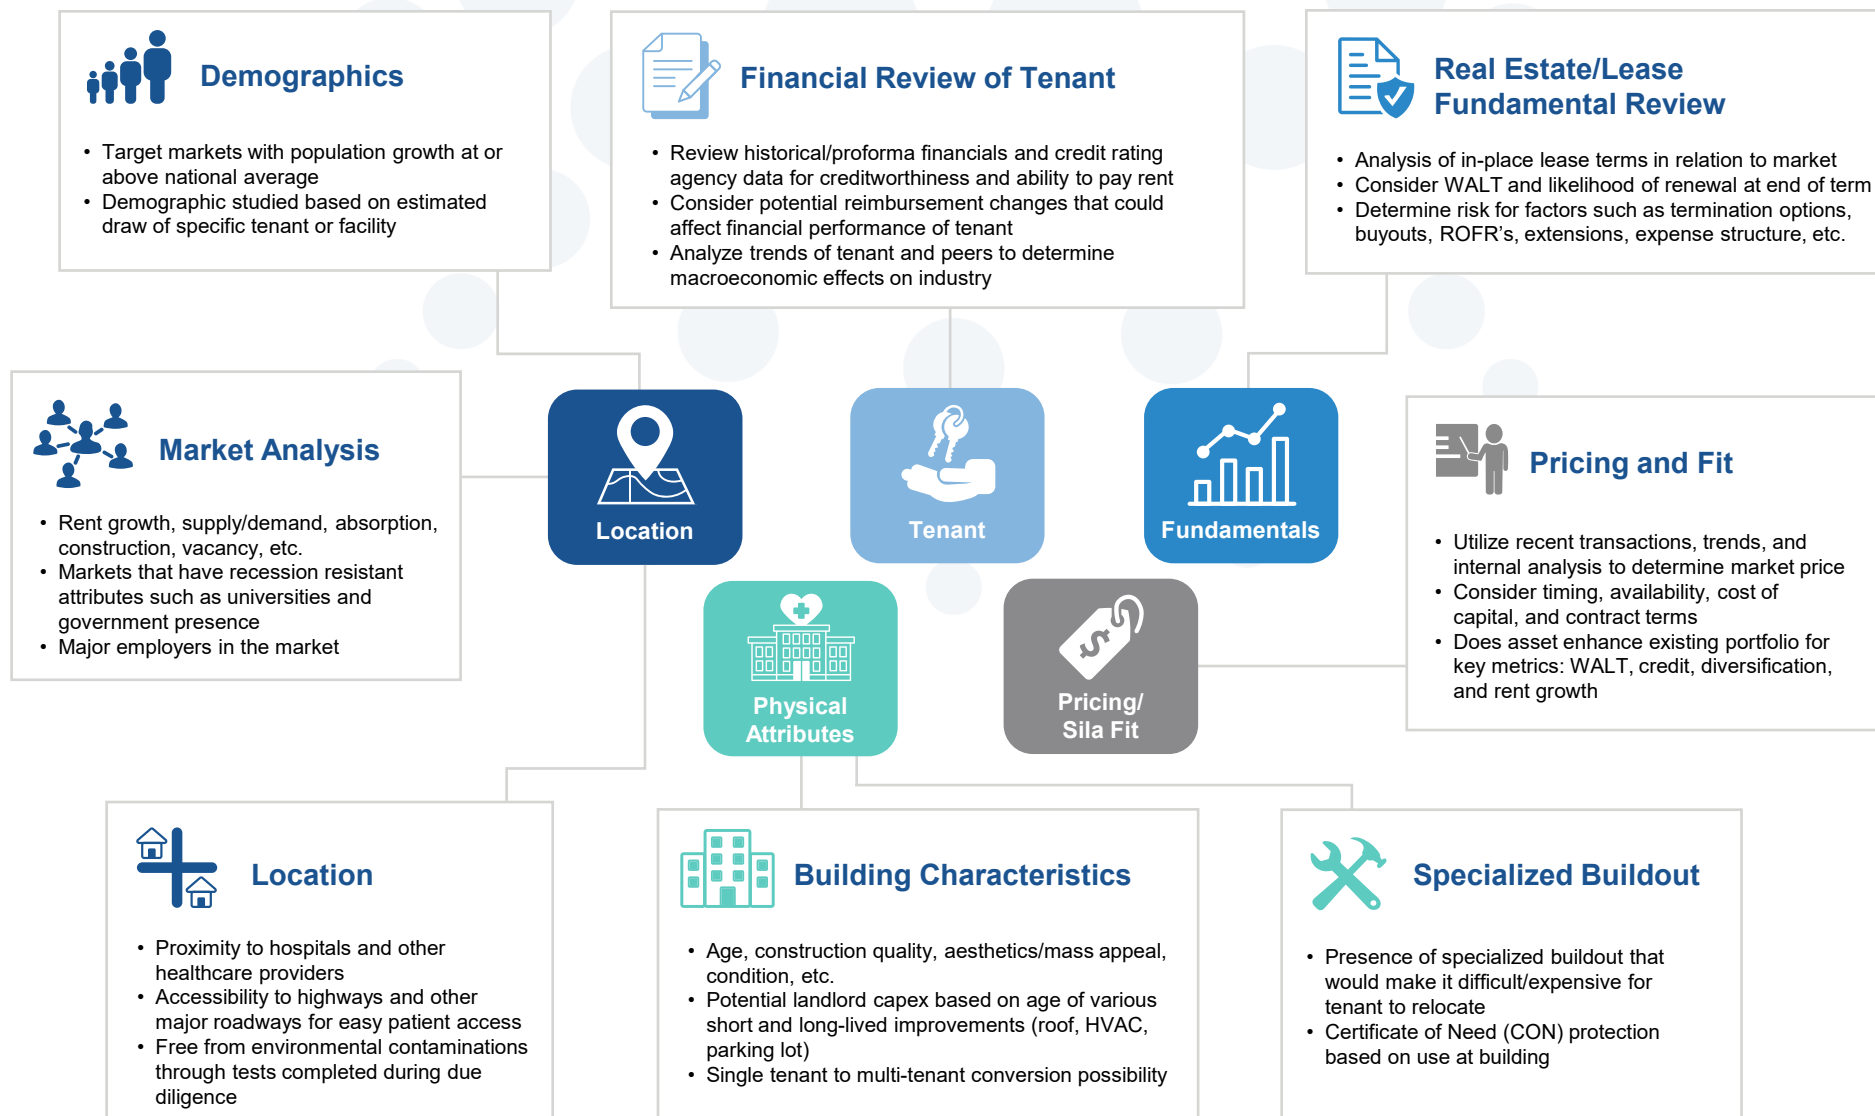 Demographics
• Target markets with population growth at or
above national average
• Demographic studied based on estimated
draw of specific tenant or facility
Financial Review of Tenant
• Review historical/proforma financials and credit rating
agency data for creditworthiness and ability to pay rent
• Consider potential reimbursement changes that could
affect financial performance of tenant
• Analyze trends of tenant and peers to determine
macroeconomic effects on industry
Real Estate/Lease
Fundamental Review
• Analysis of in-place lease terms in relation to market
• Consider WALT and likelihood of renewal at end of term
• Determine risk for factors such as termination options,
buyouts, ROFR's, extensions, expense structure, etc.
Market Analysis
• Rent growth, supply/demand, absorption,
construction, vacancy, etc.
• Markets that have recession resistant
attributes such as universities and
government presence
• Major employers in the market
Location
Tenant
Fundamentals
Physical
Attributes
$
Pricing/
Sila Fit
Pricing and Fit
• Utilize recent transactions, trends, and
internal analysis to determine market price
• Consider timing, availability, cost of
capital, and contract terms
• Does asset enhance existing portfolio for
key metrics: WALT, credit, diversification,
and rent growth
Location
• Proximity to hospitals and other
healthcare providers
• Accessibility to highways and other
major roadways for easy patient access
• Free from environmental contaminations
through tests completed during due
diligence
Building Characteristics
• Age, construction quality, aesthetics/mass appeal,
condition, etc.
• Potential landlord capex based on age of various
short and long-lived improvements (roof, HVAC,
parking lot)
• Single tenant to multi-tenant conversion possibility
Specialized Buildout
• Presence of specialized buildout that
would make it difficult/expensive for
tenant to relocate
• Certificate of Need (CON) protection
based on use at building